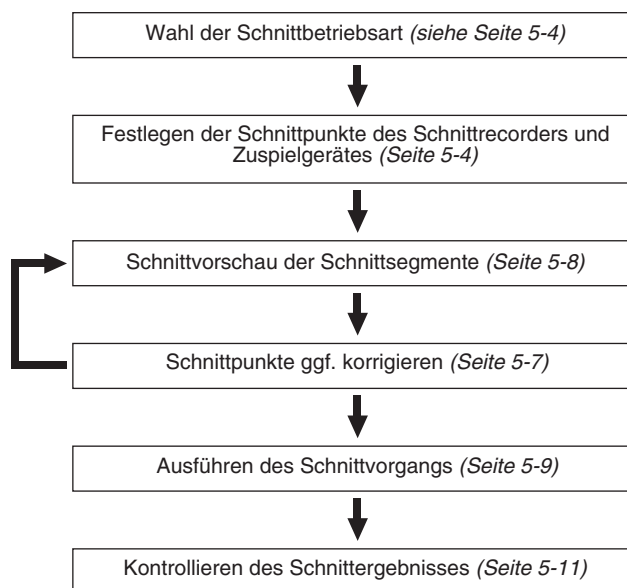 Wahl der Schnittbetriebsart (siehe Seite 5-4)
Festlegen der Schnittpunkte des Schnittrecorders und
Zuspielgerätes (Seite 5-4)
Schnittvorschau der Schnittsegmente (Seite 5-8)
Schnittpunkte ggf. korrigieren (Seite 5-7)
Ausführen des Schnittvorgangs (Seite 5-9)
Kontrollieren des Schnittergebnisses (Seite 5-11)